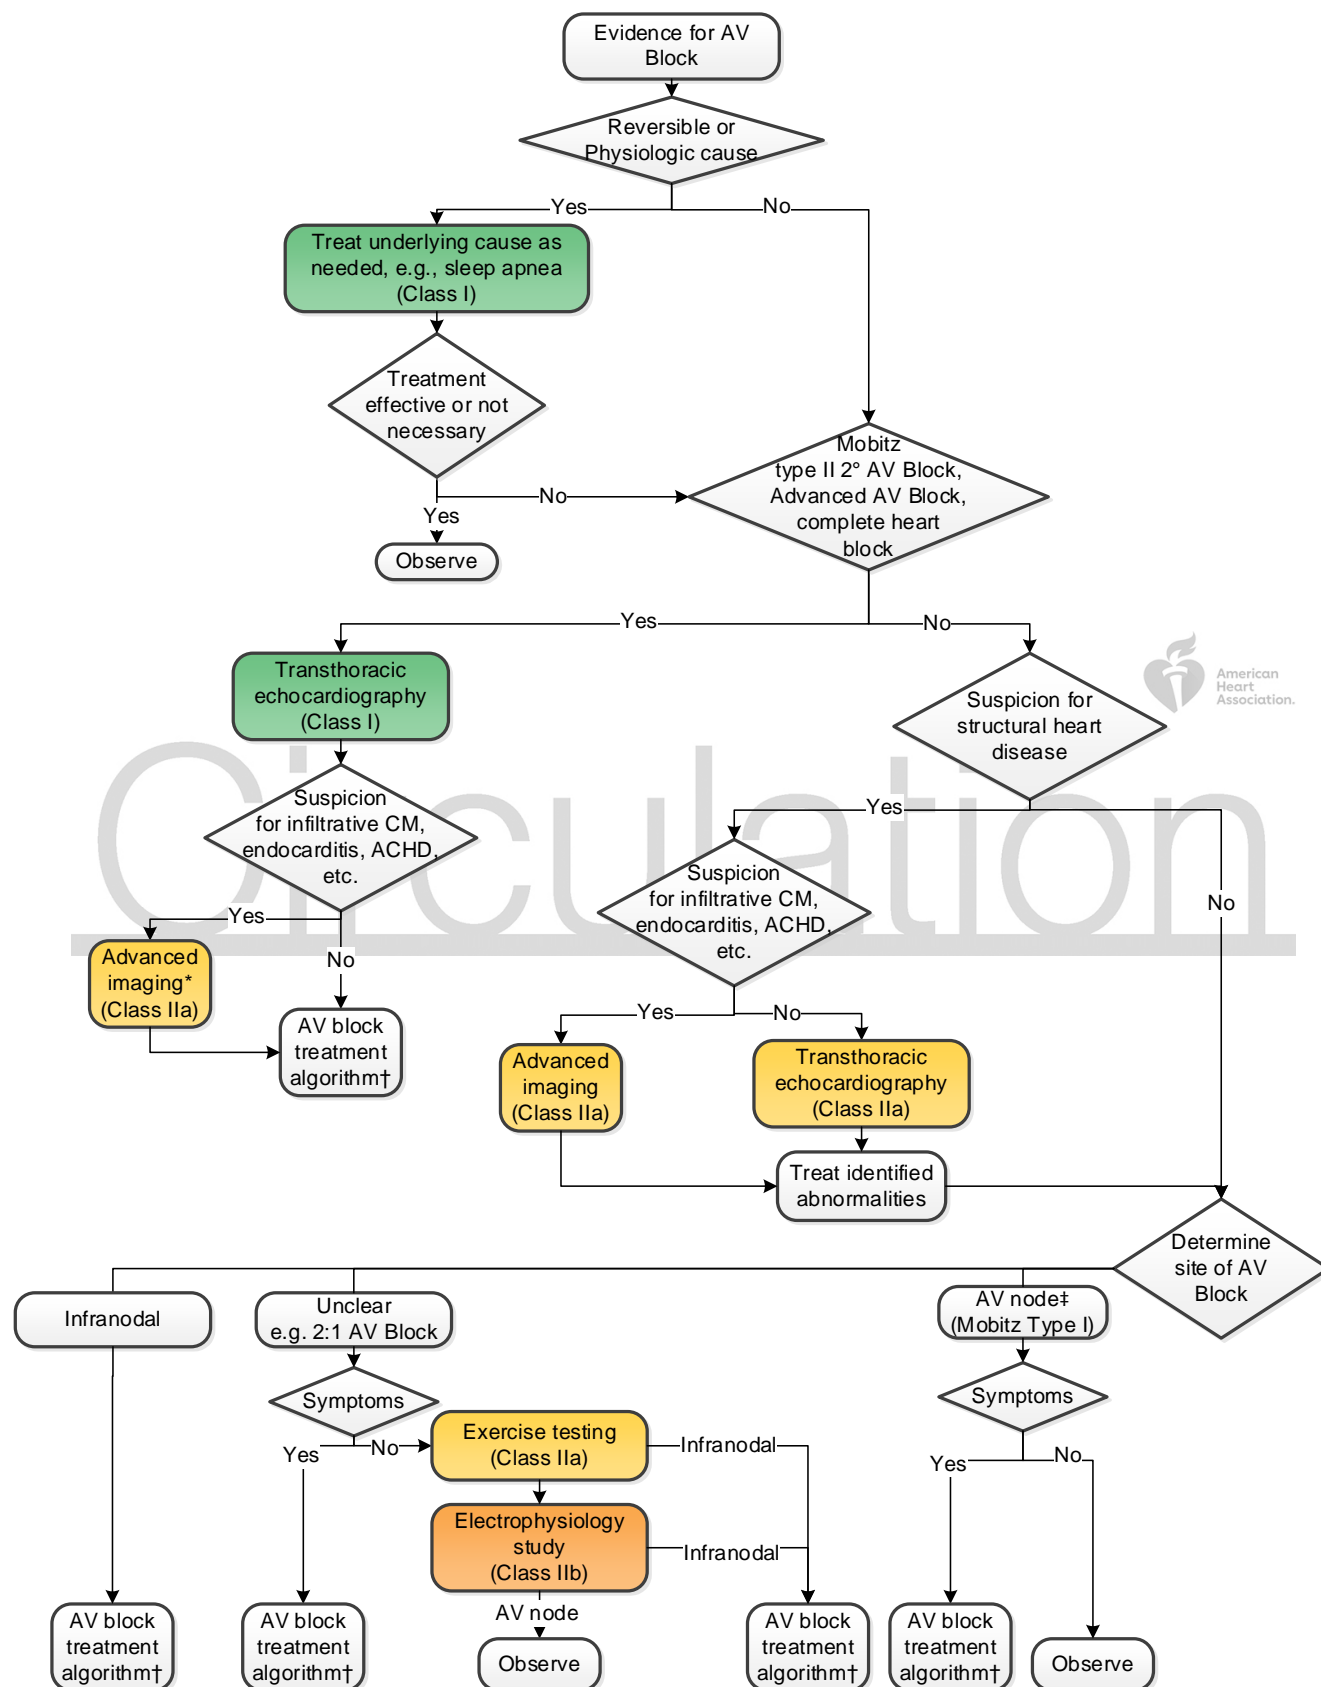 Evidence for AV
Block
Reversible or
Physiologic cause
Yes
No
Treat underlying cause as
needed, e.g., sleep apnea
(Class I)
Treatment
effective or not
necessary
No
Yes
Observe
Mobitz
type II 2° AV Block,
Advanced AV Block,
complete heart
block
Yes
No
Transthoracic
echocardiography
(Class I)
Suspicion for
structural heart
disease
American
Heart
Association.
Circulation
Suspicion
for infiltrative CM,
endocarditis, ACHD,
etc.
Yes
No
Suspicion
for infiltrative CM,
endocarditis, ACHD,
etc.
Yes
No
Advanced
imaging*
(Class IIa)
AV block
treatment
algorithm†
Yes
No
Advanced
imaging
(Class IIa)
Transthoracic
echocardiography
(Class IIa)
Treat identified
abnormalities
Determine
site of AV
Block
Infranodal
Unclear
e.g. 2:1 AV Block
AV node‡
(Mobitz Type I)
Symptoms
Symptoms
Yes
No
Exercise testing
(Class IIa)
Infranodal
Yes
No
Electrophysiology
study
(Class IIb)
Infranodal
AV node
AV block
treatment
algorithm†
AV block
treatment
algorithm†
Observe
AV block
treatment
algorithm†
AV block
treatment
algorithm†
Observe